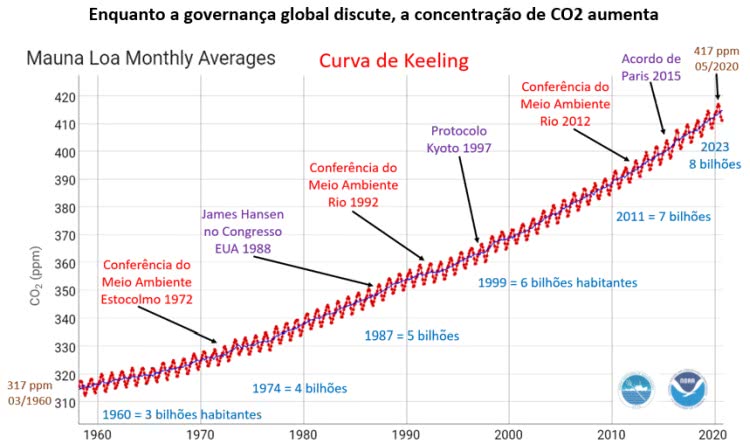 Enquanto a governança global discute, a concentração de CO2 aumenta
Mauna Loa Monthly Averages
Curva de Keeling
417 ppm
05/2020
Acordo de
Paris 2015
Conferência do
Meio Ambiente
Rio 2012
Protocolo
Kyoto 1997
Conferência do
Meio Ambiente
Rio 1992
James Hansen
no Congresso
EUA 1988
Conferência do
Meio Ambiente
Estocolmo 1972
2023
8 bilhões
2011 = 7 bilhões
1999 = 6 bilhões habitantes
1987 = 5 bilhões
1974 = 4 bilhões
1960 = 3 bilhões habitantes
317 ppm
03/1960
CO₂ (ppm)
420
410
400
390
380
370
360
350
340
330
320
310
1960
1970
1980
1990
2000
2010
2020
NOAA